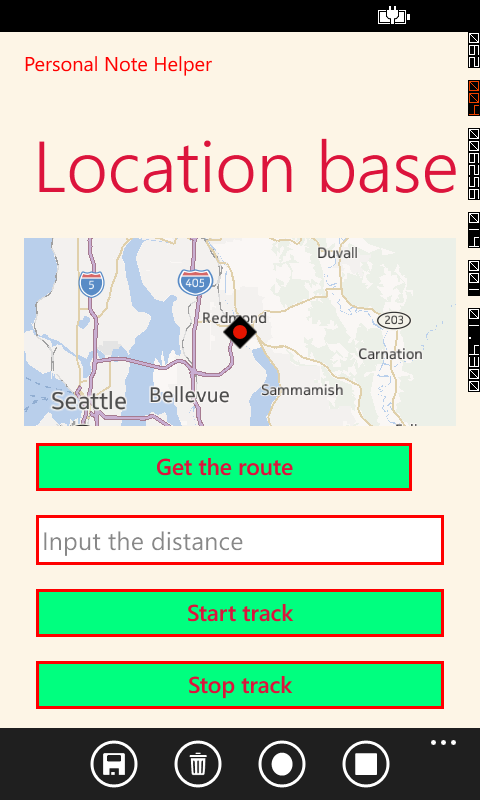 Personal Note Helper
Location base
Duvall
5
405
Redmond
203
Carnation
Seattle
Bellevue
Sammamish
Get the route
Input the distance
Start track
Stop track